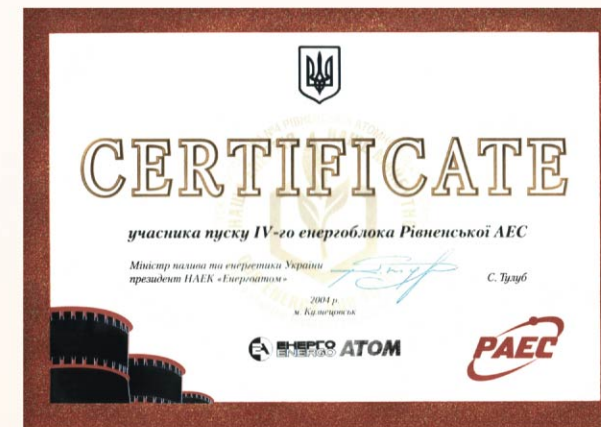 CERTIFICATE
учасника пуску IV-го енергоблока Рівненської АЕС
Міністр палива та енергетики України
президент НАЕК «Енергоатом»
С. Тулуб
2004 р.
м. Кузнецовськ
ЕНЕРГО
ENERGO АТОМ
РАЕС